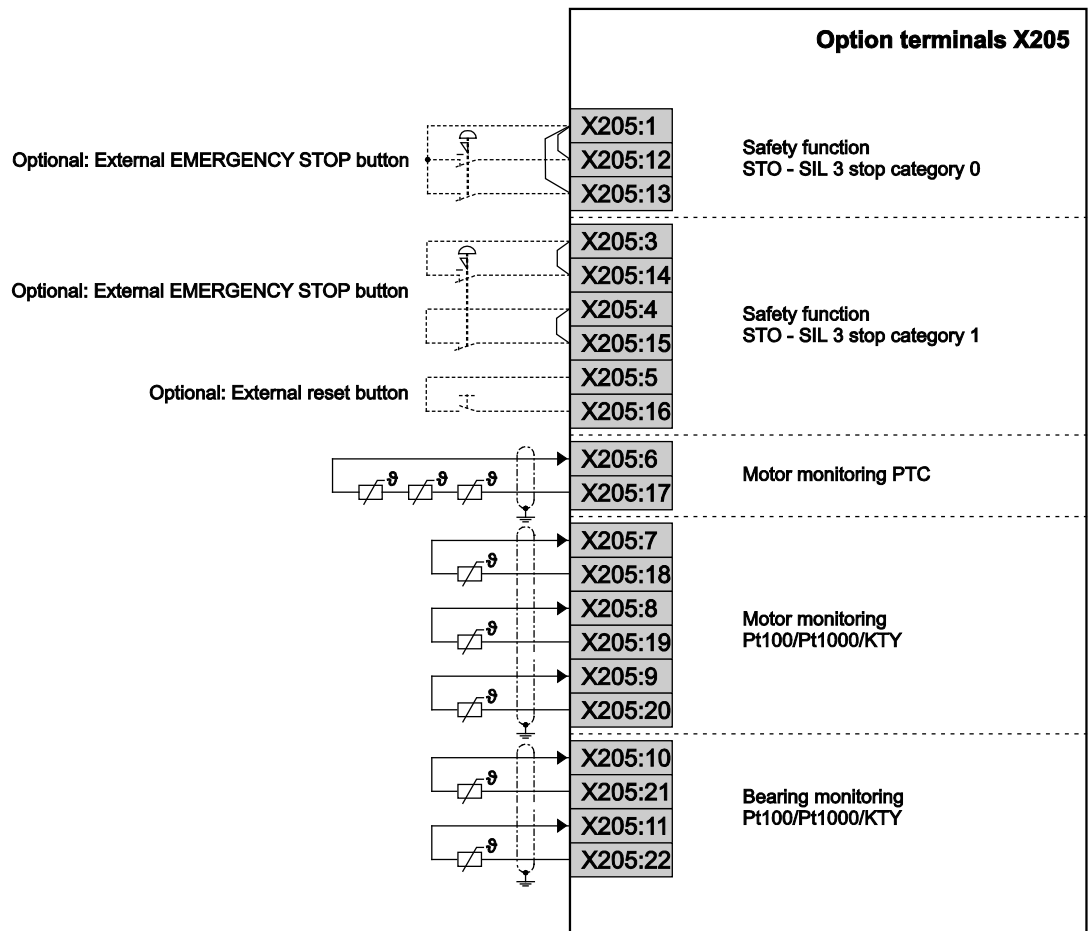 Option terminals X205
Optional: External EMERGENCY STOP button
X205:1
X205:12
X205:13
Safety function
STO - SIL 3 stop category 0
Optional: External EMERGENCY STOP button
X205:3
X205:14
X205:4
X205:15
Optional: External reset button
X205:5
X205:16
Safety function
STO - SIL 3 stop category 1
ϑ ϑ ϑ
X205:6
X205:17
Motor monitoring PTC
X205:7
ϑ
X205:18
X205:8
ϑ
X205:19
X205:9
ϑ
X205:20
Motor monitoring
Pt100/Pt1000/KTY
X205:10
ϑ
X205:21
X205:11
ϑ
X205:22
Bearing monitoring
Pt100/Pt1000/KTY